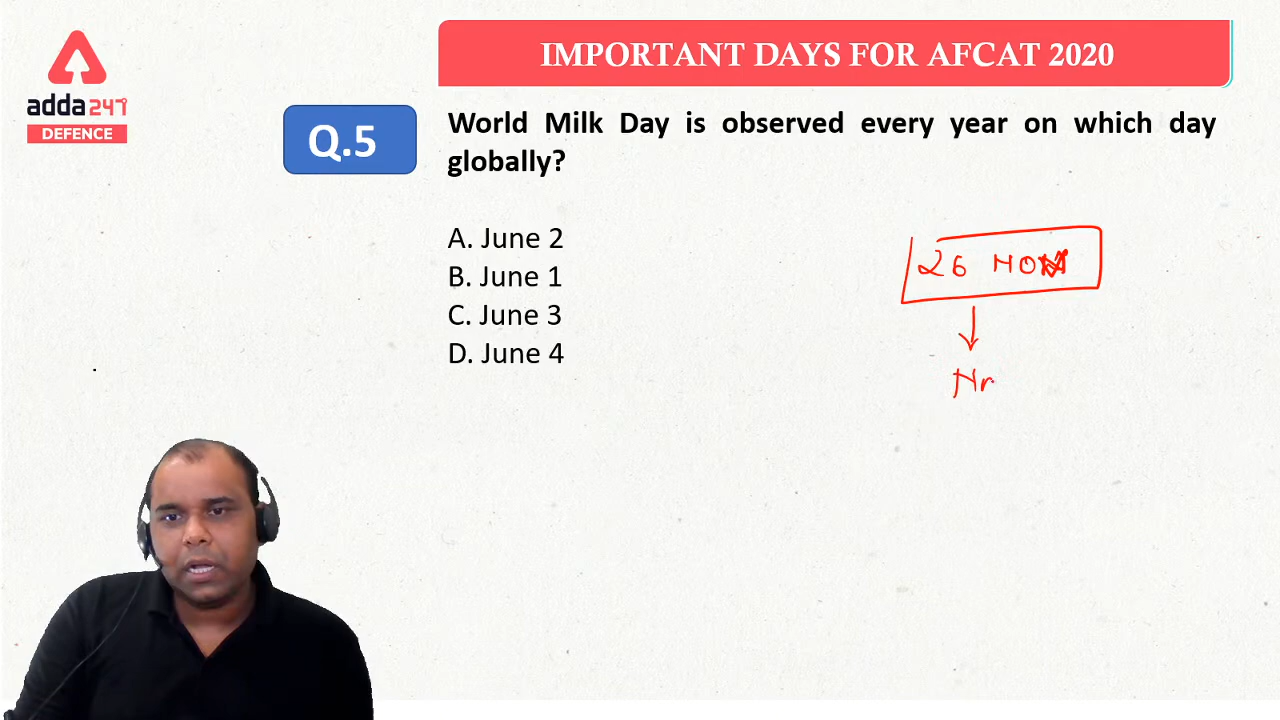 IMPORTANT DAYS FOR AFCAT 2020
adda247
DEFENCE
Q.5
World Milk Day is observed every year on which day
globally?
A. June 2
B. June 1
C. June 3
D. June 4
26